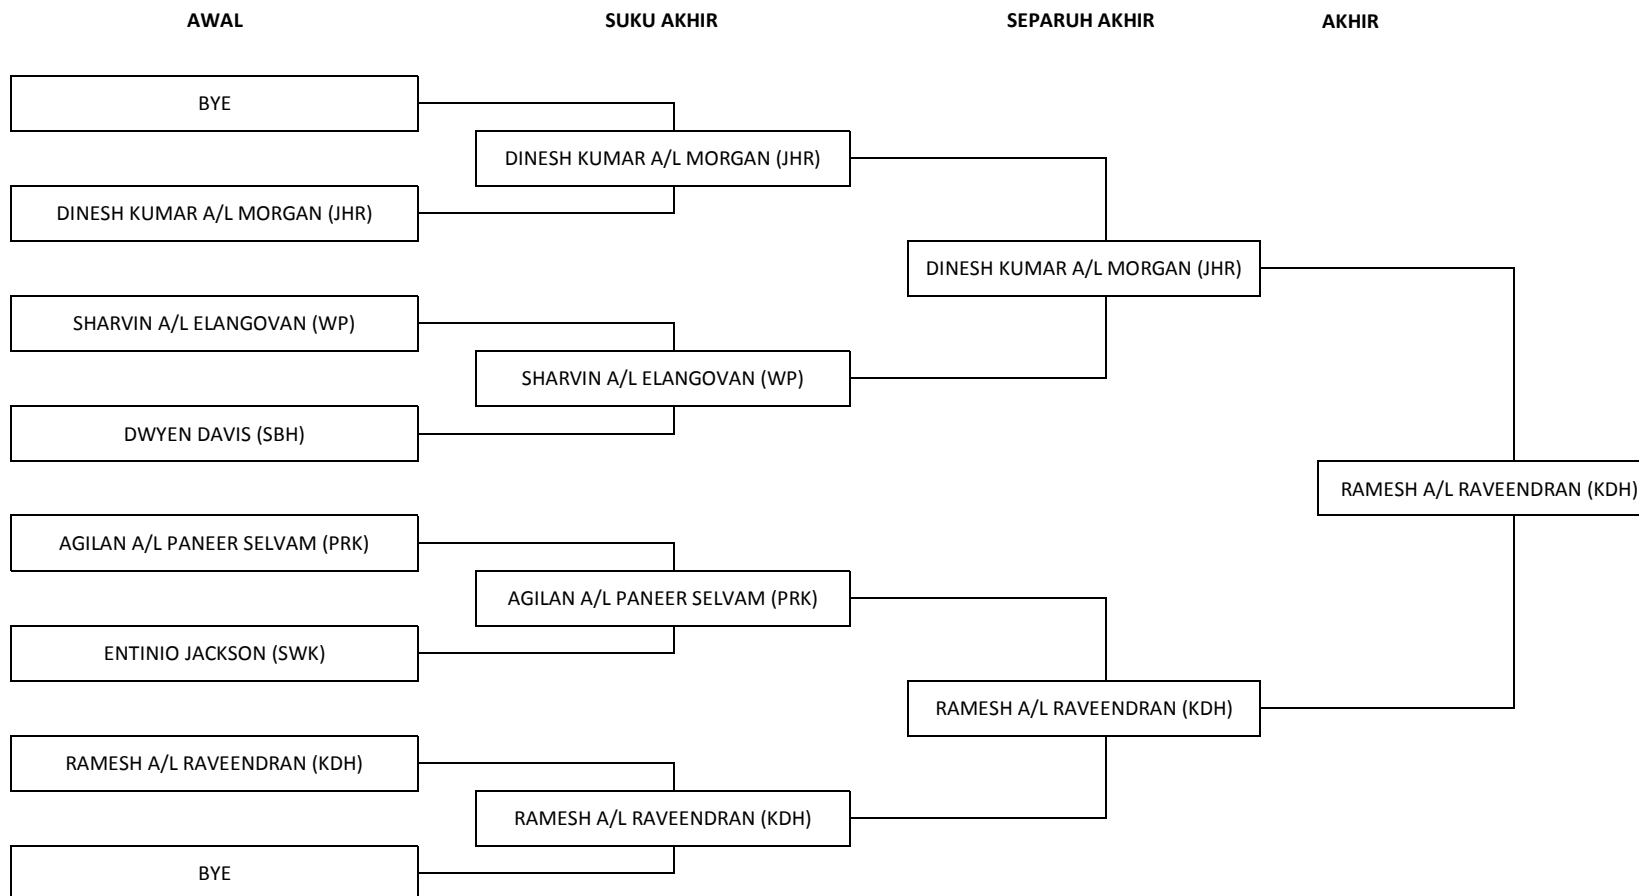 AWAL
SUKU AKHIR
SEPARUH AKHIR
AKHIR
BYE
DINESH KUMAR A/L MORGAN (JHR)
SHARVIN A/L ELANGOVAN (WP)
DWYEN DAVIS (SBH)
AGILAN A/L PANEER SELVAM (PRK)
ENTINIO JACKSON (SWK)
RAMESH A/L RAVEENDRAN (KDH)
BYE
DINESH KUMAR A/L MORGAN (JHR)
SHARVIN A/L ELANGOVAN (WP)
AGILAN A/L PANEER SELVAM (PRK)
RAMESH A/L RAVEENDRAN (KDH)
DINESH KUMAR A/L MORGAN (JHR)
RAMESH A/L RAVEENDRAN (KDH)
RAMESH A/L RAVEENDRAN (KDH)